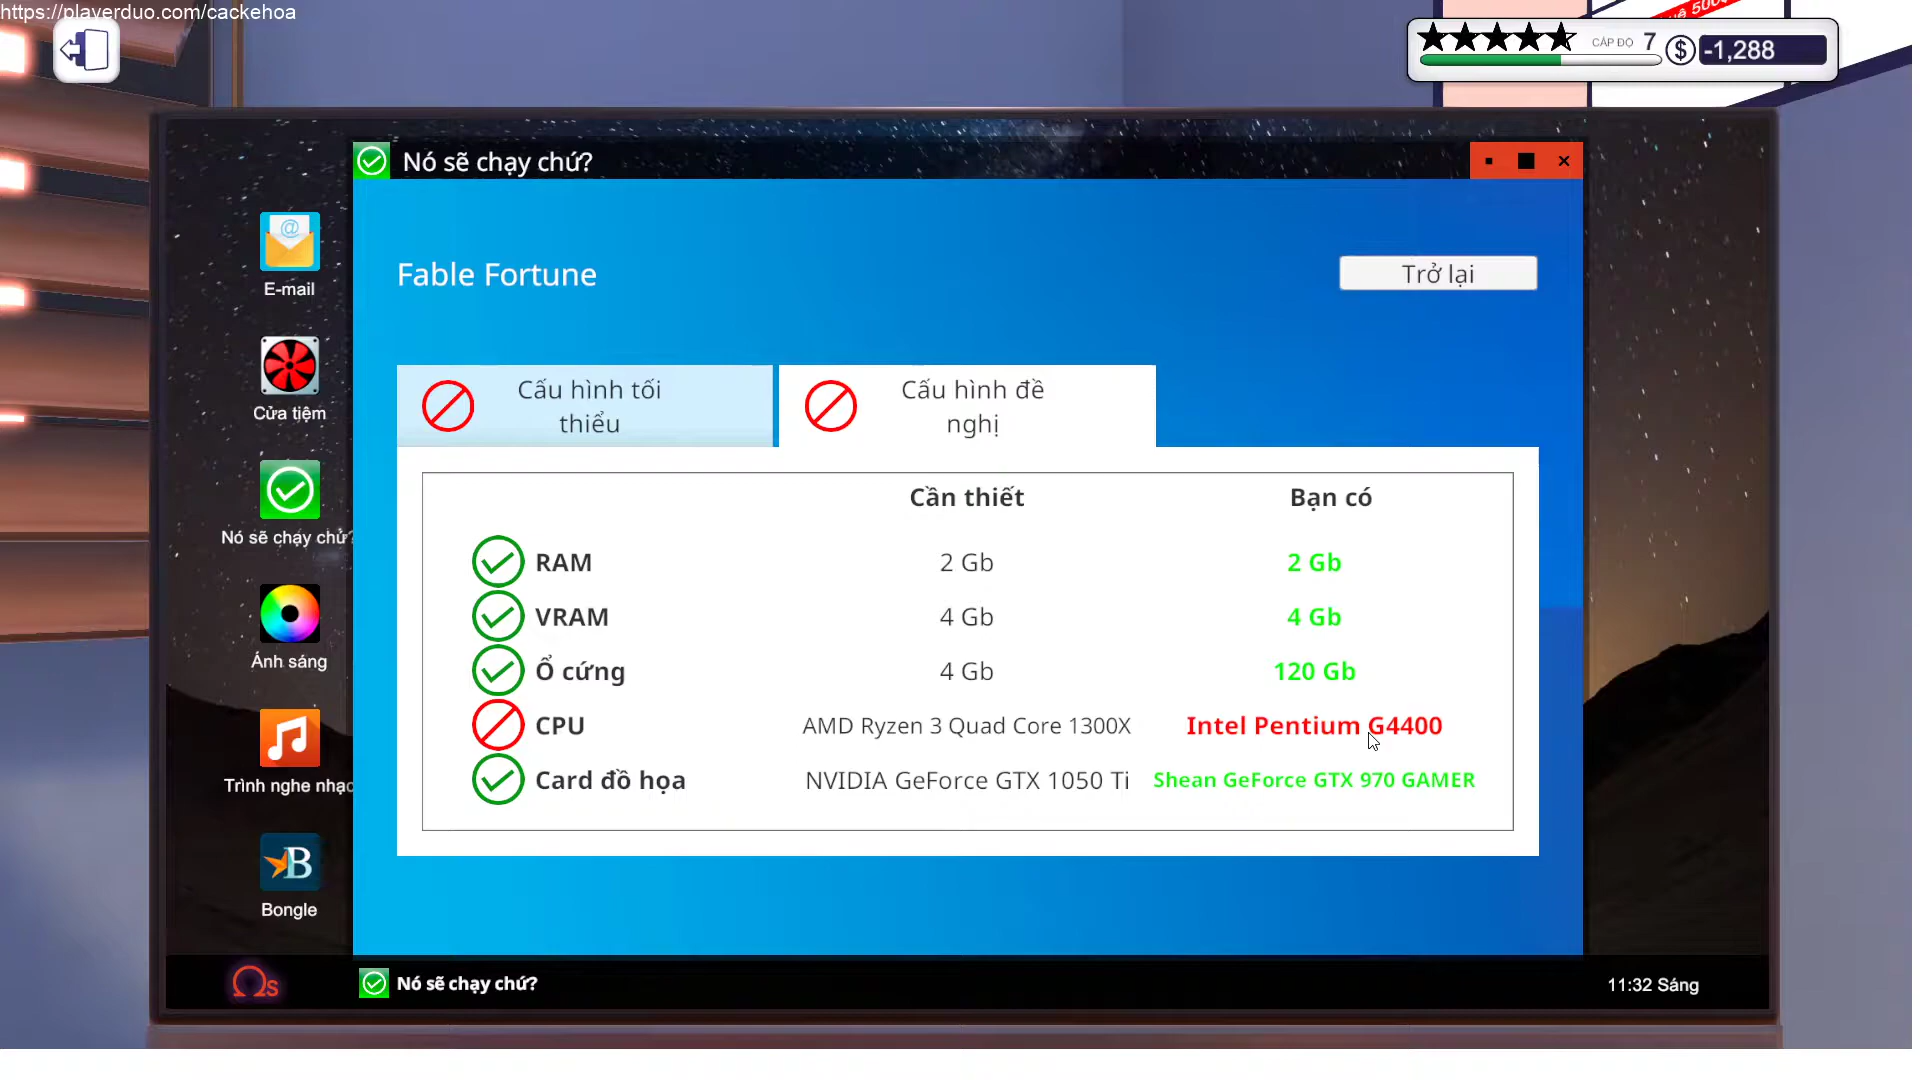 https://playerduo.com/cackehoa
500
CẤP ĐỘ 7
$ -1,288
Nó sẽ chạy chứ?
E-mail
Cửa tiệm
Nó sẽ chạy chứ?
Ánh sáng
Trình nghe nhạc
B
Bongle
Fable Fortune
Trở lại
Cấu hình tối
thiểu
Cấu hình đề
nghị
Cần thiết
Bạn có
RAM
2 Gb
2 Gb
VRAM
4 Gb
4 Gb
Ổ cứng
4 Gb
120 Gb
CPU
AMD Ryzen 3 Quad Core 1300X
Intel Pentium G4400
Card đồ họa
NVIDIA GeForce GTX 1050 Ti
Shean GeForce GTX 970 GAMER
Ωs
Nó sẽ chạy chứ?
11:32 Sáng